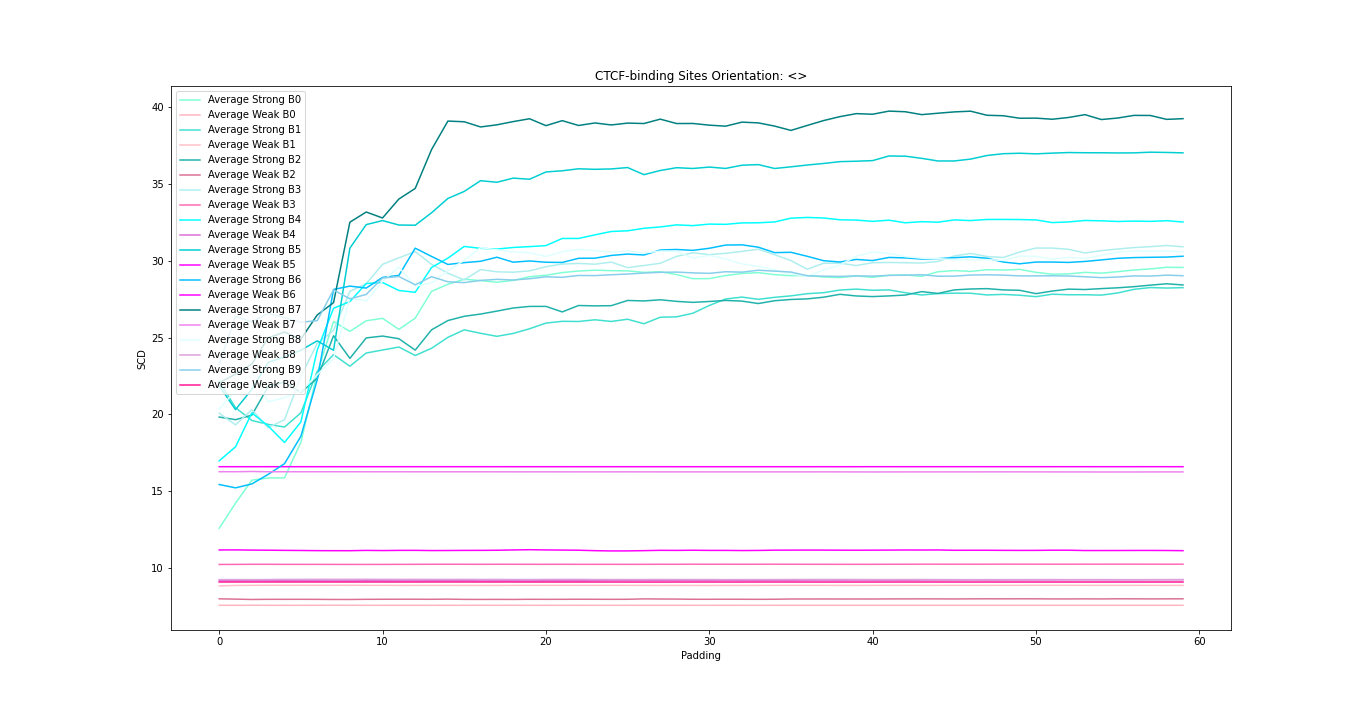 CTCF-binding Sites Orientation: <>
Average Strong B0
Average Weak B0
Average Strong B1
Average Weak B1
Average Strong B2
Average Weak B2
Average Strong B3
Average Weak B3
Average Strong B4
Average Weak B4
Average Strong B5
Average Weak B5
Average Strong B6
Average Weak B6
Average Strong B7
Average Weak B7
Average Strong B8
Average Weak B8
Average Strong B9
Average Weak B9
40
35
30
25
20
15
10
SCD
0 10 20 30 40 50 60
Padding